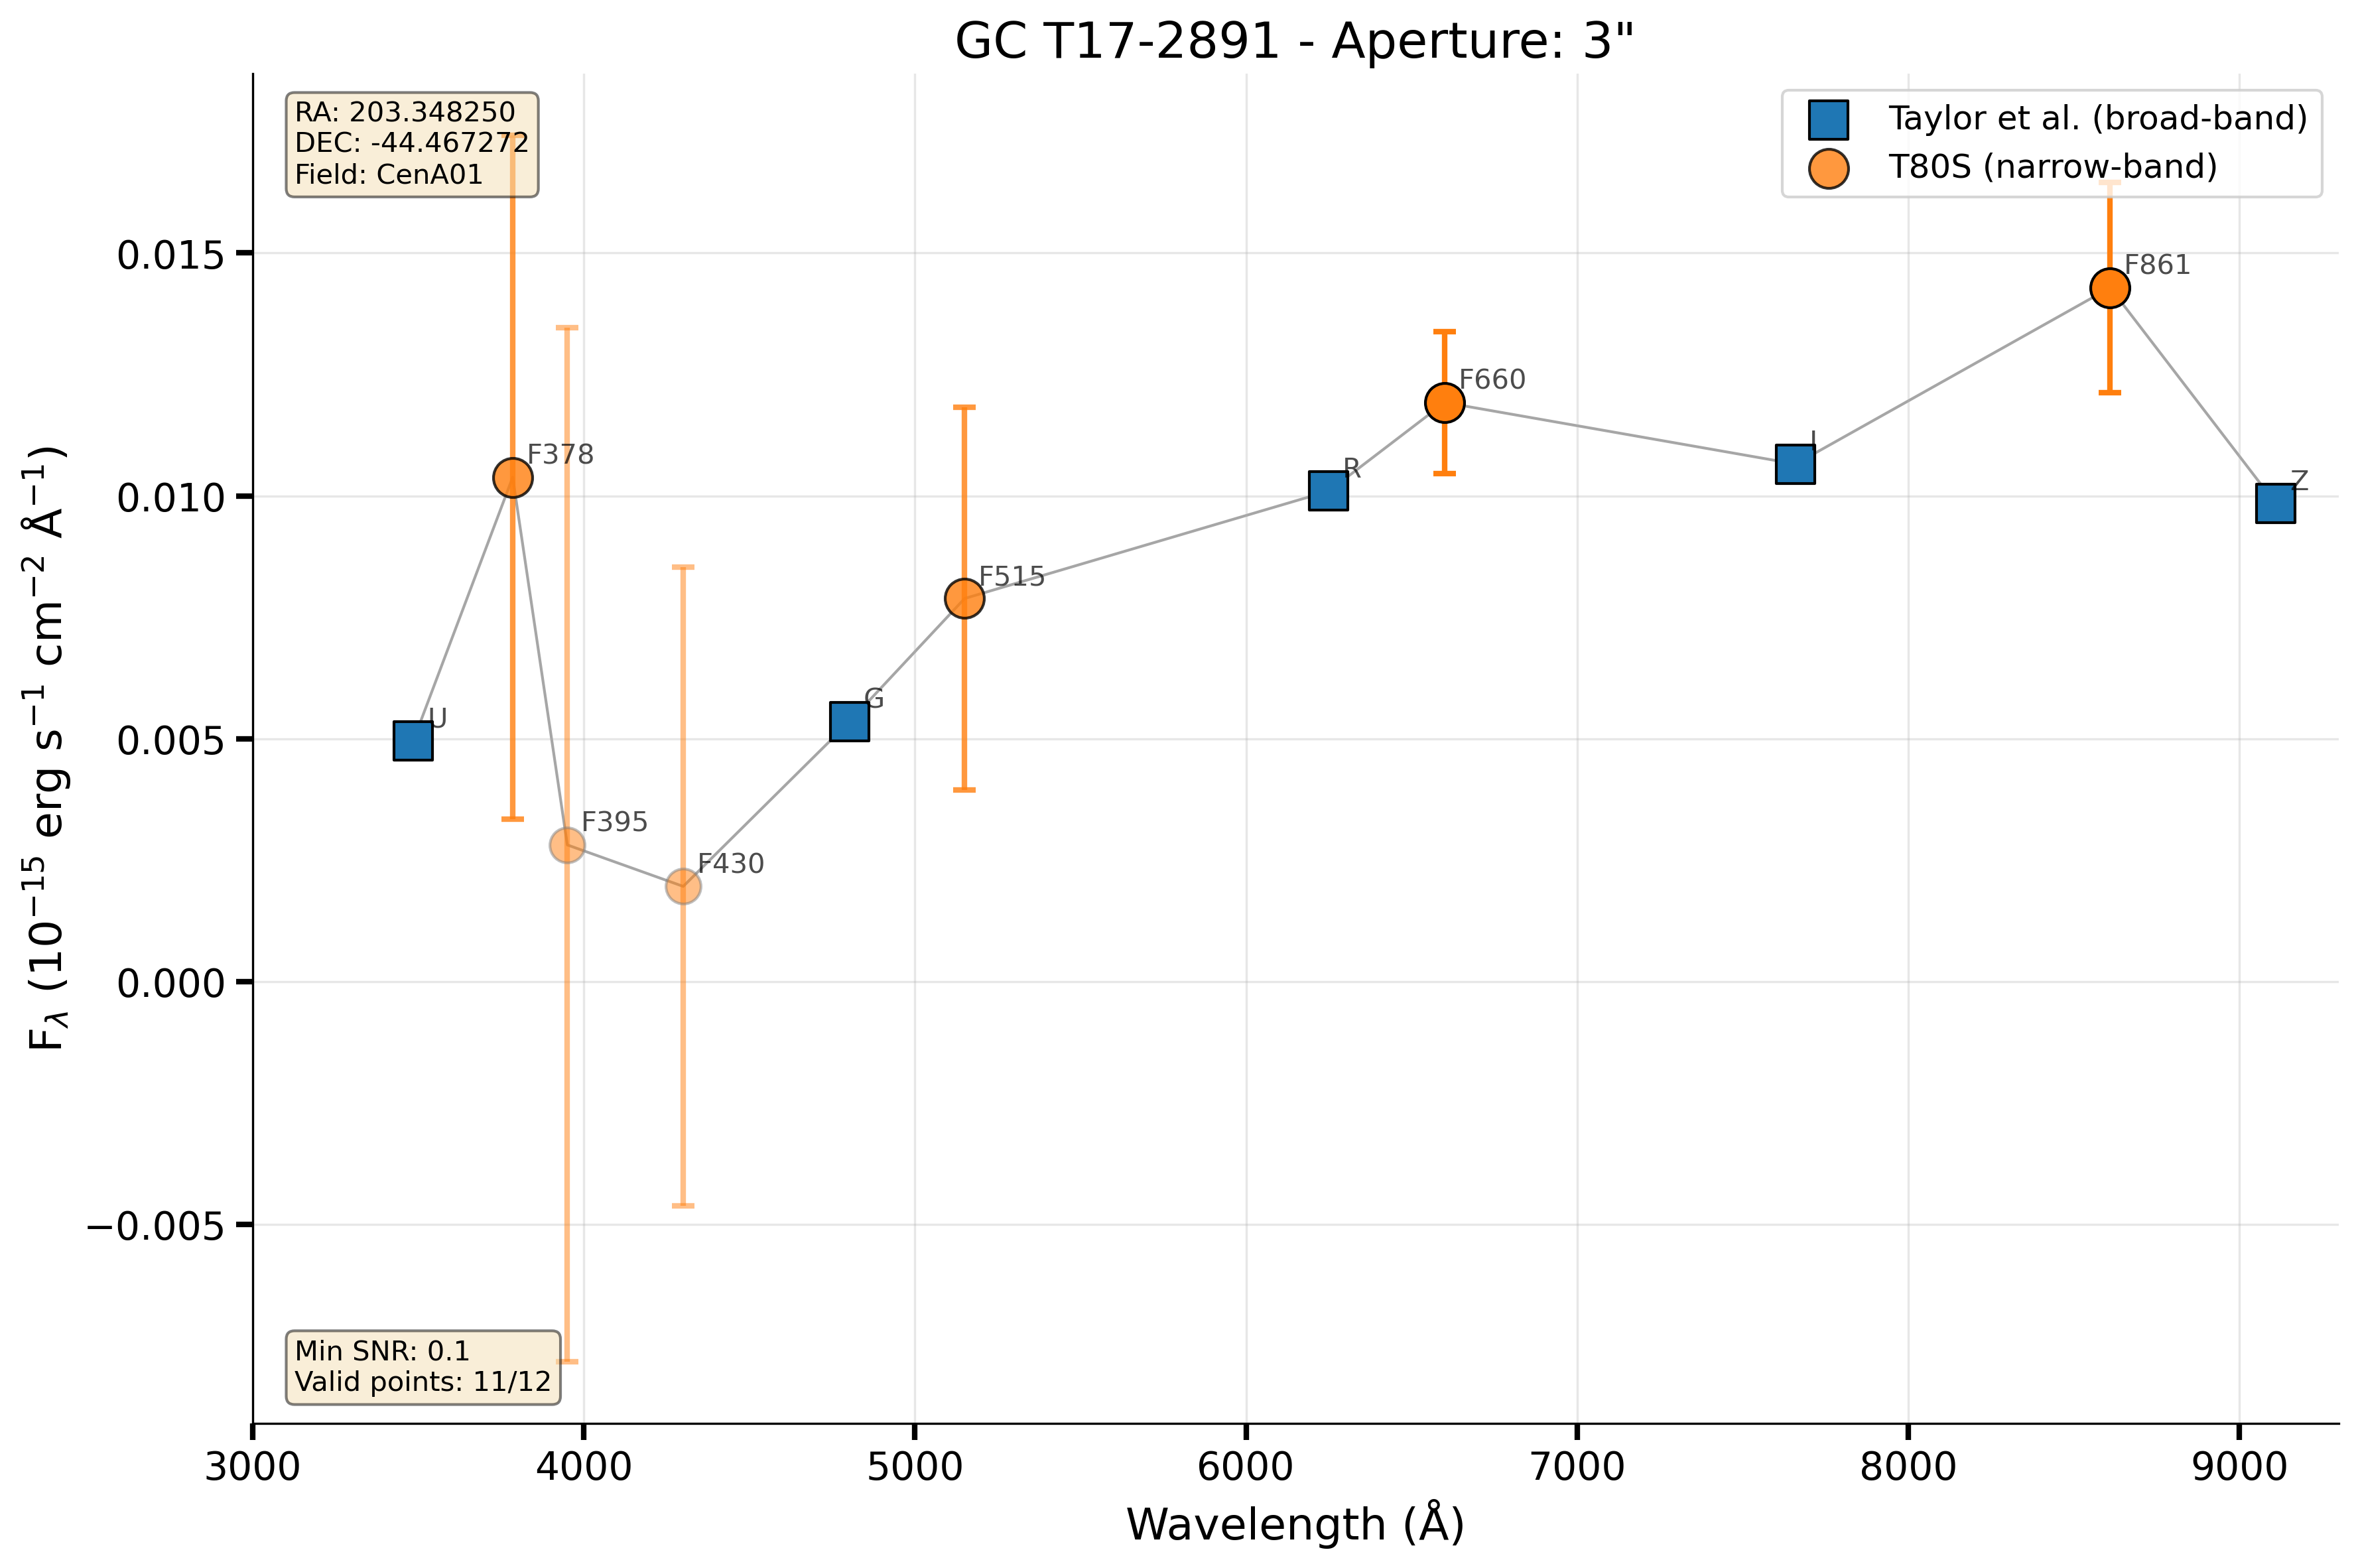 GC T17-2891 - Aperture: 3"
RA: 203.348250
DEC: -44.467272
Field: CenA01
Taylor et al. (broad-band)
T80S (narrow-band)
F861
F660
F378
I
R
Z
F515
U
G
F395
F430
Min SNR: 0.1
Valid points: 11/12
0.015
0.010
0.005
0.000
−0.005
F_λ (10⁻¹⁵ erg s⁻¹ cm⁻² Å⁻¹)
3000 4000 5000 6000 7000 8000 9000
Wavelength (Å)